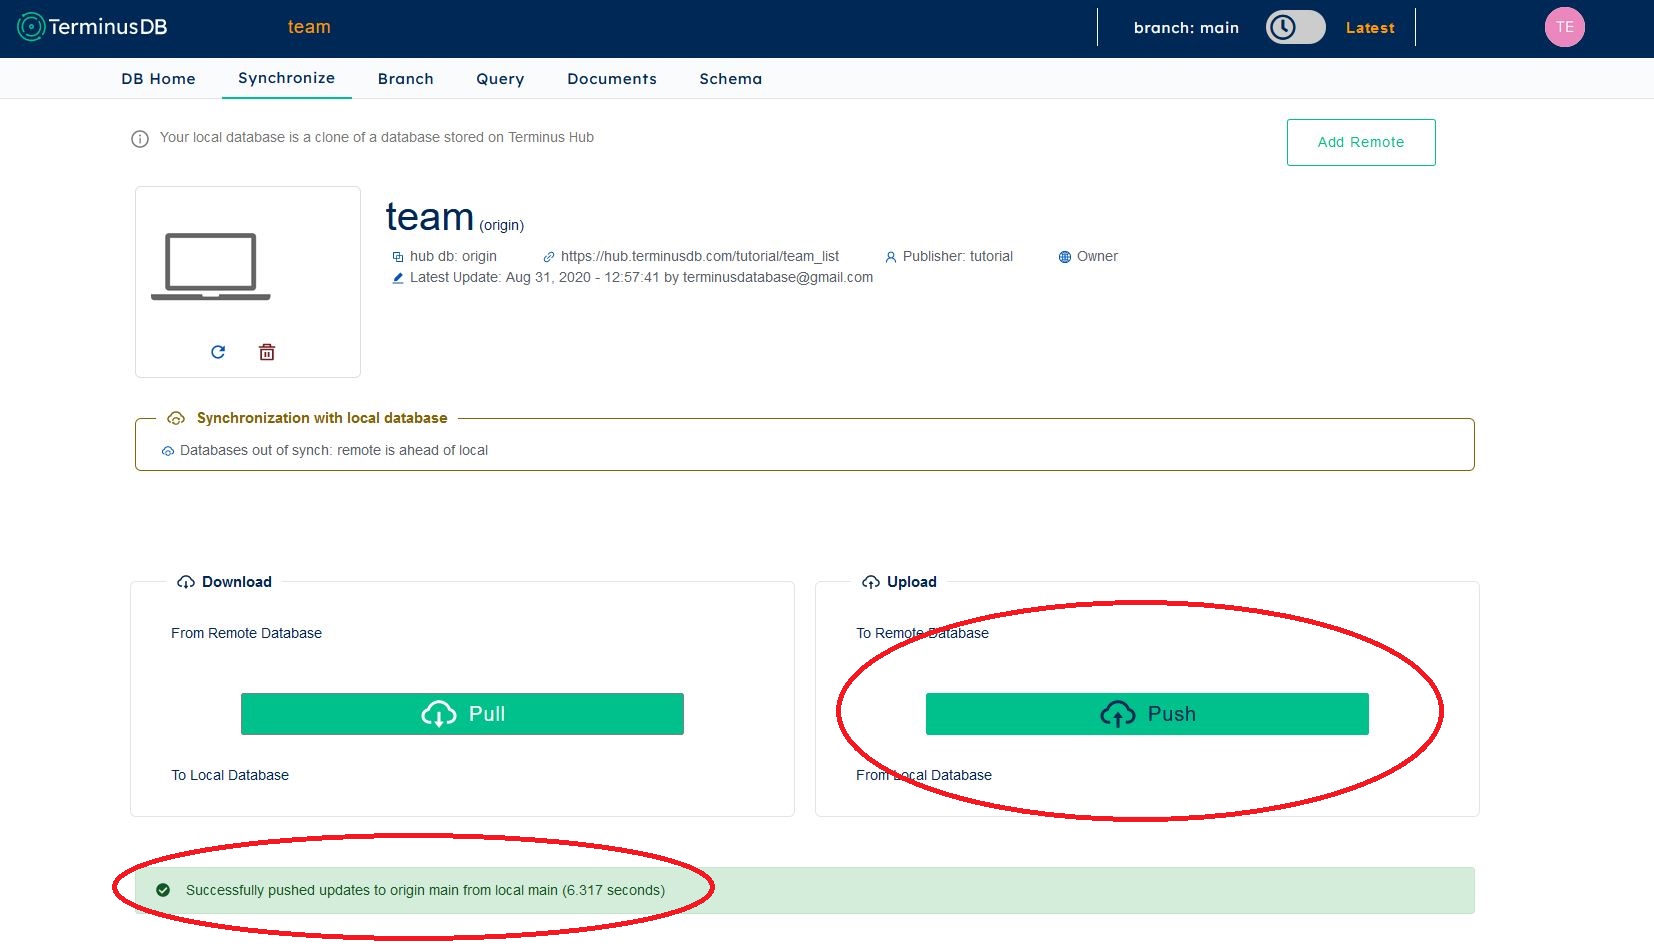 TerminusDB team branch: main Latest TE
DB Home Synchronize Branch Query Documents Schema
Your local database is a clone of a database stored on Terminus Hub
Add Remote
team (origin)
hub db: origin https://hub.terminusdb.com/tutorial/team_list Publisher: tutorial Owner
Latest Update: Aug 31, 2020 - 12:57:41 by terminusdatabase@gmail.com
Synchronization with local database
Databases out of synch: remote is ahead of local
Download
From Remote Database
Pull
To Local Database
Upload
To Remote Database
Push
From Local Database
Successfully pushed updates to origin main from local main (6.317 seconds)